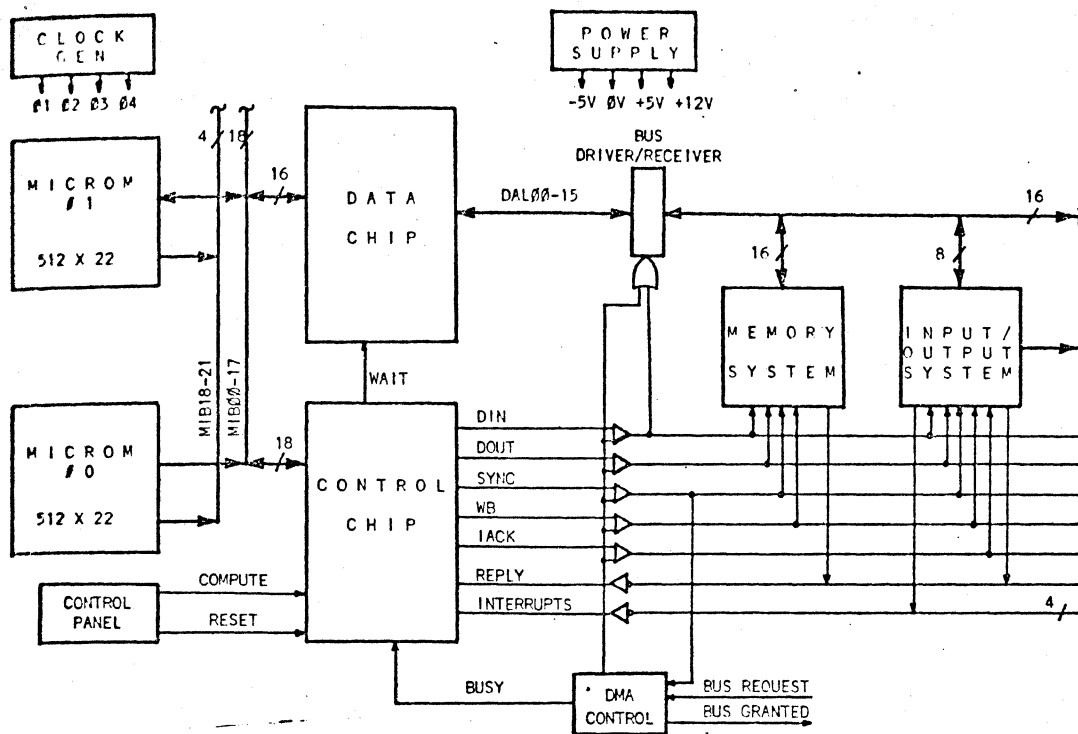 CLOCK
GEN
Ø1 Ø2 Ø3 Ø4
POWER
SUPPLY
-5V ØV +5V +12V
BUS
DRIVER/RECEIVER
4
18
MICROM
#1
512 X 22
16
DATA
CHIP
DALØØ-15
16
16
8
MEMORY
SYSTEM
INPUT/
OUTPUT
SYSTEM
WAIT
MIB18-21
MIBØØ-17
MICROM
#0
512 X 22
18
CONTROL
CHIP
DIN
DOUT
SYNC
WB
IACK
REPLY
INTERRUPTS
4
CONTROL
PANEL
COMPUTE
RESET
BUSY
DMA
CONTROL
BUS REQUEST
BUS GRANTED